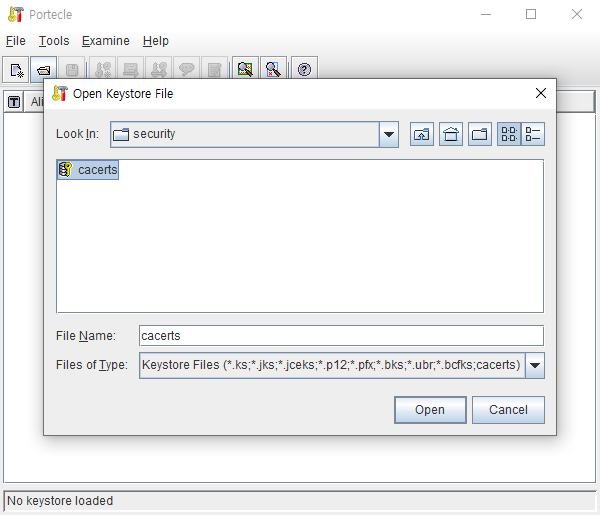 Portecle
File Tools Examine Help
Ali
Open Keystore File
Look In: security
cacerts
File Name: cacerts
Files of Type: Keystore Files (*.ks;*.jks;*.jceks;*.p12;*.pfx;*.bks;*.ubr;*.bcfks;cacerts)
Open Cancel
No keystore loaded